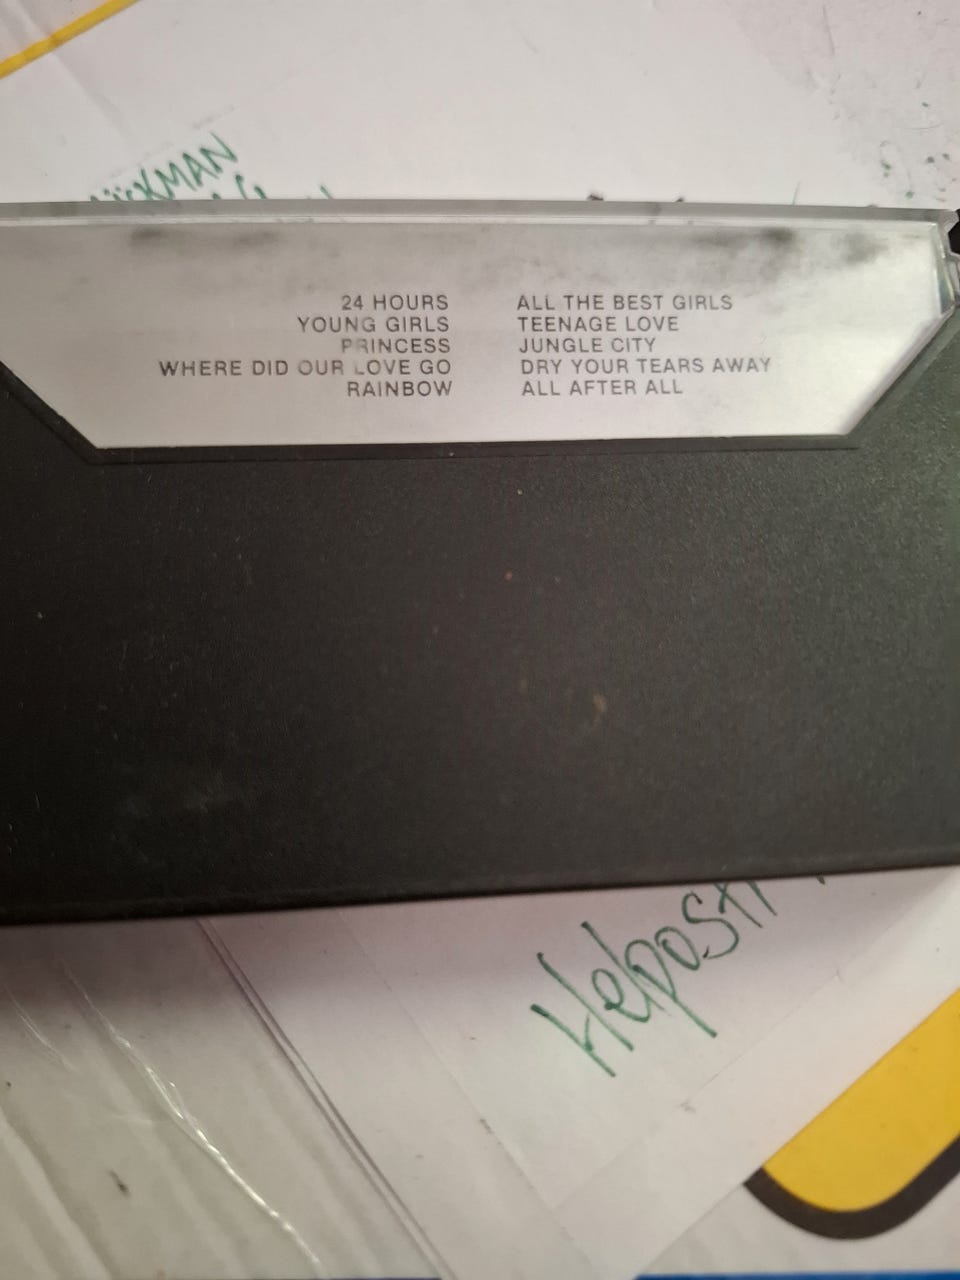 24 HOURS
YOUNG GIRLS
PRINCESS
WHERE DID OUR LOVE GO
RAINBOW
ALL THE BEST GIRLS
TEENAGE LOVE
JUNGLE CITY
DRY YOUR TEARS AWAY
ALL AFTER ALL